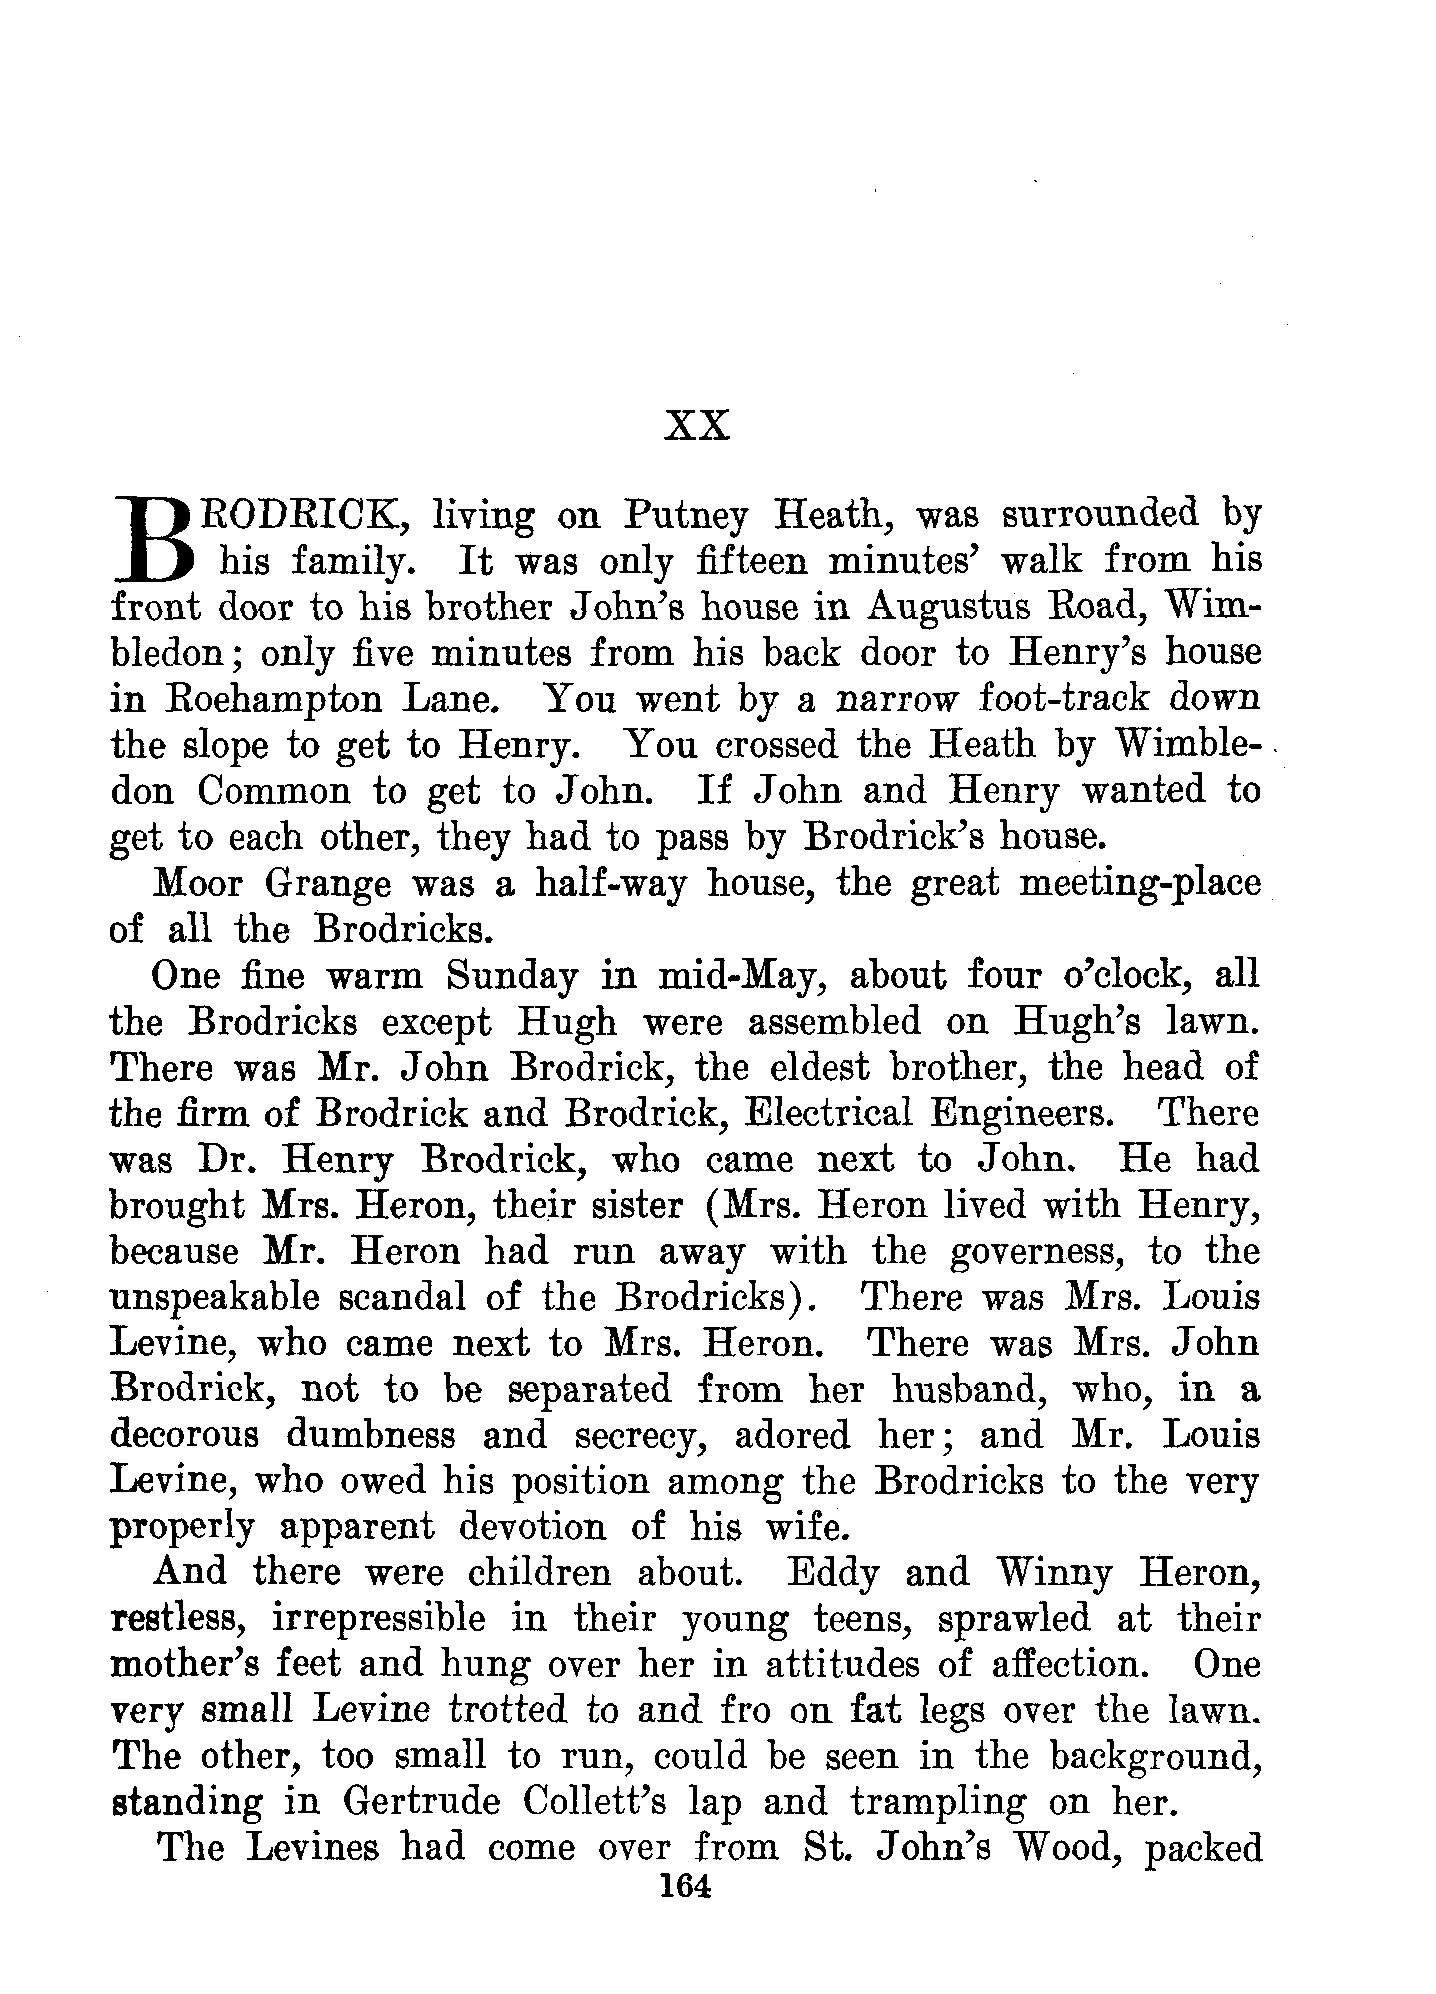 XX
BRODRICK, living on Putney Heath, was surrounded by
his family. It was only fifteen minutes' walk from his
front door to his brother John's house in Augustus Road, Wim-
bledon; only five minutes from his back door to Henry's house
in Roehampton Lane. You went by a narrow foot-track down
the slope to get to Henry. You crossed the Heath by Wimble-
don Common to get to John. If John and Henry wanted to
get to each other, they had to pass by Brodrick's house.
Moor Grange was a half-way house, the great meeting-place
of all the Brodricks.
One fine warm Sunday in mid-May, about four o'clock, all
the Brodricks except Hugh were assembled on Hugh's lawn.
There was Mr. John Brodrick, the eldest brother, the head of
the firm of Brodrick and Brodrick, Electrical Engineers. There
was Dr. Henry Brodrick, who came next to John. He had
brought Mrs. Heron, their sister (Mrs. Heron lived with Henry,
because Mr. Heron had run away with the governess, to the
unspeakable scandal of the Brodricks). There was Mrs. Louis
Levine, who came next to Mrs. Heron. There was Mrs. John
Brodrick, not to be separated from her husband, who, in a
decorous dumbness and secrecy, adored her; and Mr. Louis
Levine, who owed his position among the Brodricks to the very
properly apparent devotion of his wife.
And there were children about. Eddy and Winny Heron,
restless, irrepressible in their young teens, sprawled at their
mother's feet and hung over her in attitudes of affection. One
very small Levine trotted to and fro on fat legs over the lawn.
The other, too small to run, could be seen in the background,
standing in Gertrude Collett's lap and trampling on her.
The Levines had come over from St. John's Wood, packed
164